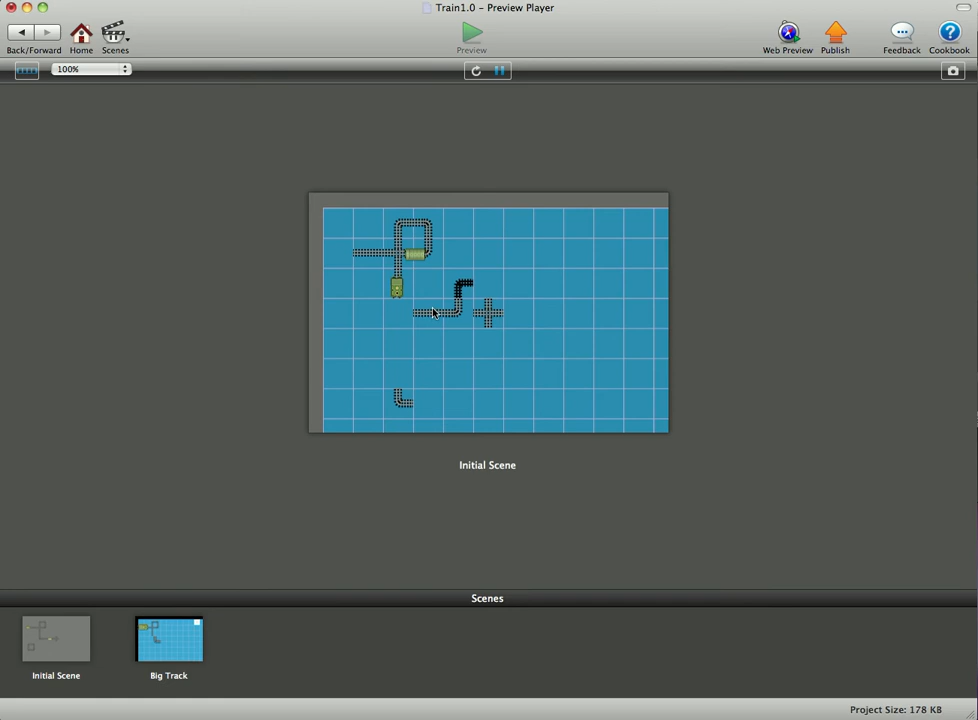 Train1.0 – Preview Player
Back/Forward
Home
Scenes
Preview
Web Preview
Publish
Feedback
Cookbook
100%
Initial Scene
Scenes
Initial Scene
Big Track
Project Size: 178 KB